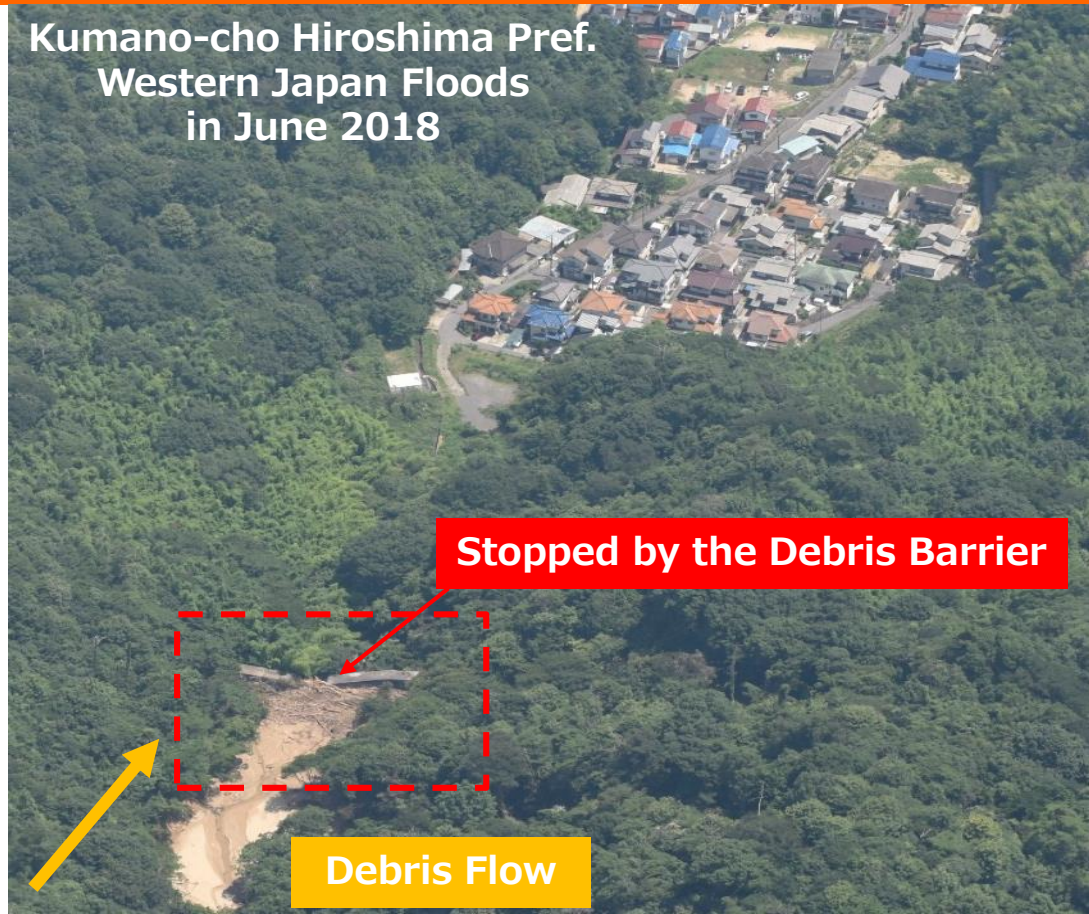 Kumano-cho Hiroshima Pref.
Western Japan Floods
in June 2018
Stopped by the Debris Barrier
Debris Flow